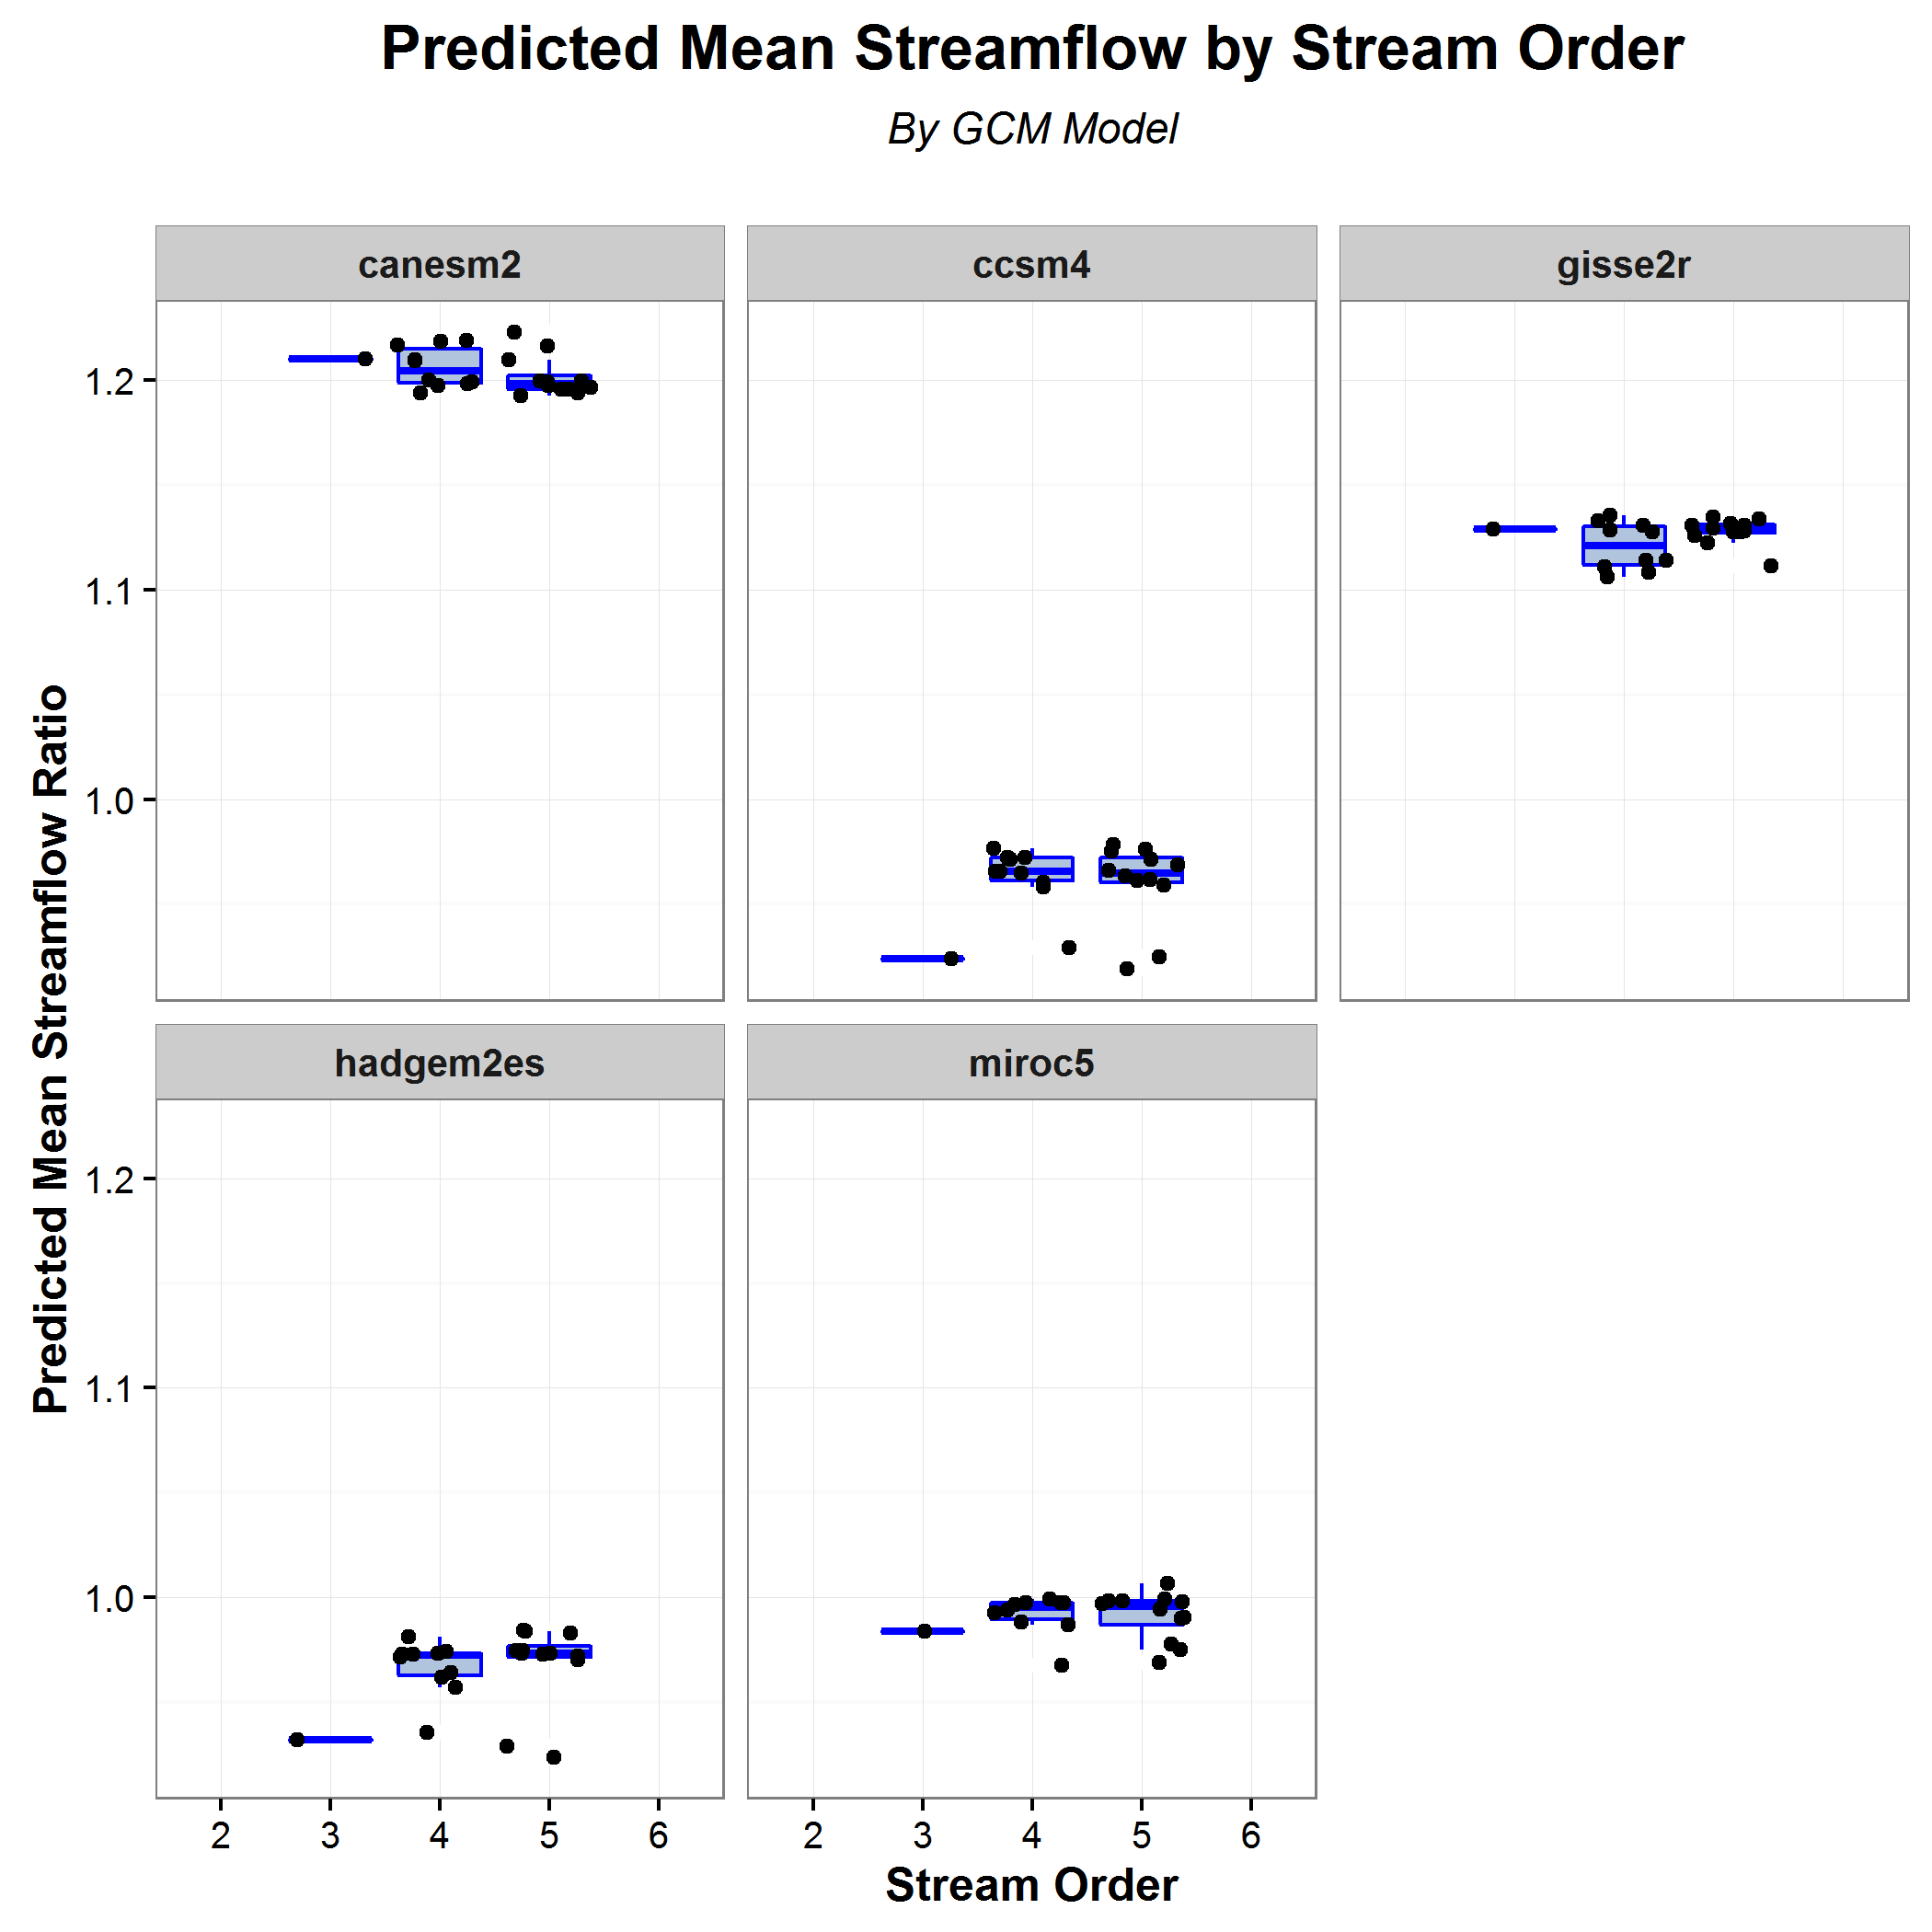 Predicted Mean Streamflow by Stream Order
By GCM Model
canesm2
ccsm4
gisse2r
1.2
1.1
1.0
Predicted Mean Streamflow Ratio
hadgem2es
miroc5
1.2
1.1
1.0
2 3 4 5 6
2 3 4 5 6
Stream Order